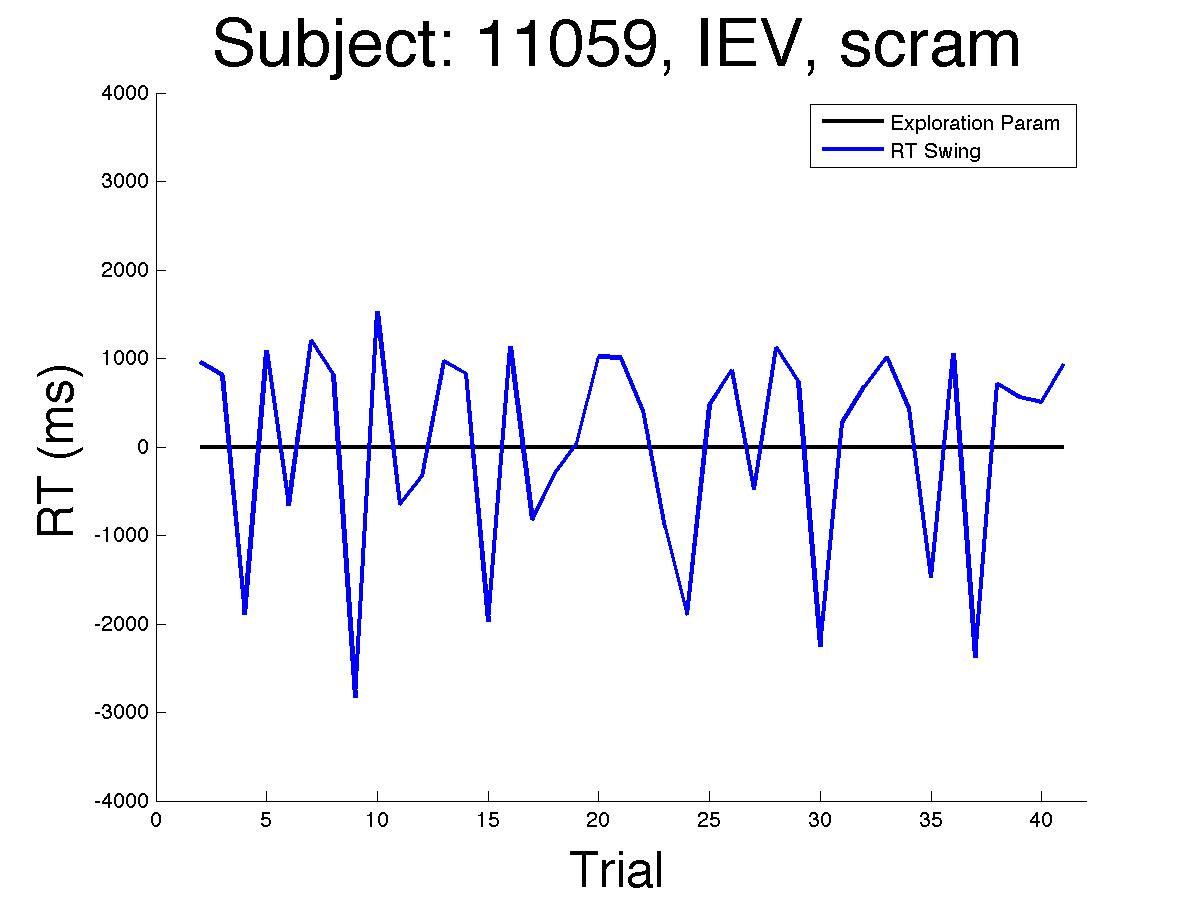 Subject: 11059, IEV, scram
Exploration Param
RT Swing
4000
3000
2000
1000
0
-1000
-2000
-3000
-4000
RT (ms)
0 5 10 15 20 25 30 35 40
Trial